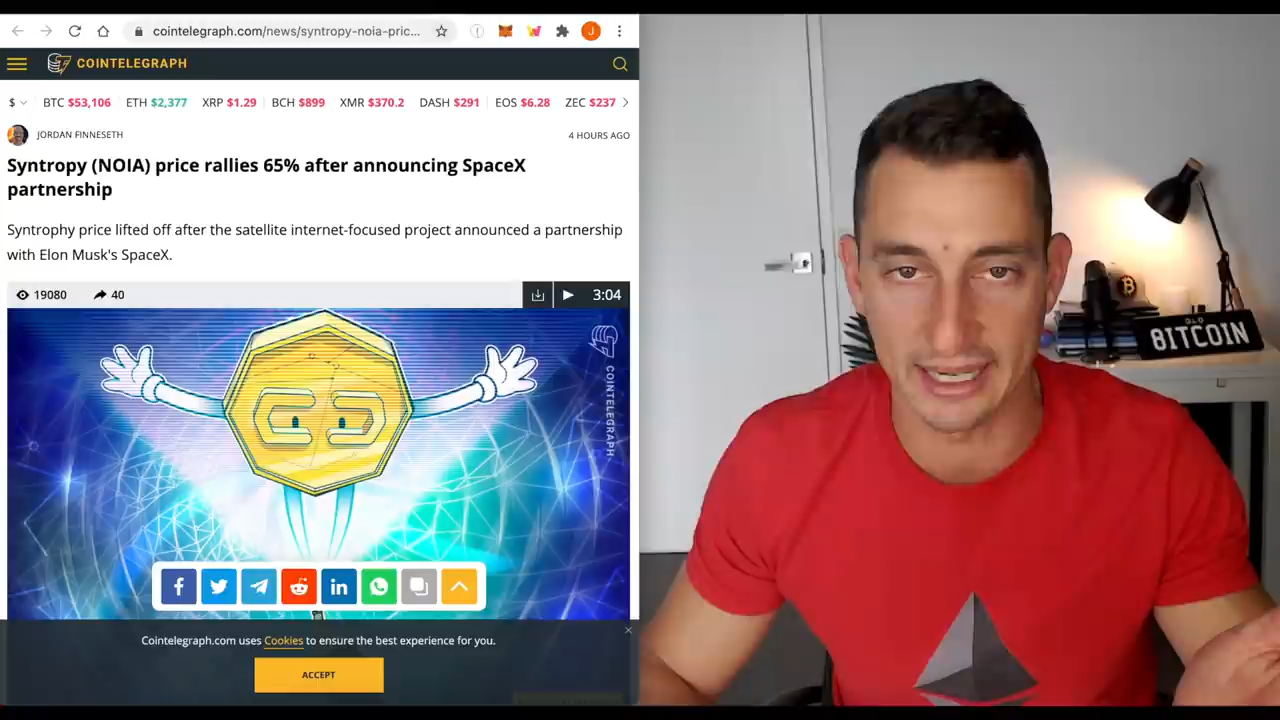 cointelegraph.com/news/syntropy-noia-pric...
J
COINTELEGRAPH
$ BTC $53,106 ETH $2,377 XRP $1.29 BCH $899 XMR $370.2 DASH $291 EOS $6.28 ZEC $237
JORDAN FINNESETH
4 HOURS AGO
Syntropy (NOIA) price rallies 65% after announcing SpaceX
partnership
Syntrophy price lifted off after the satellite internet-focused project announced a partnership
with Elon Musk's SpaceX.
19080 40 3:04
COINTELEGRAPH
f in
Cointelegraph.com uses Cookies to ensure the best experience for you.
ACCEPT
QLD
8ITCOIN